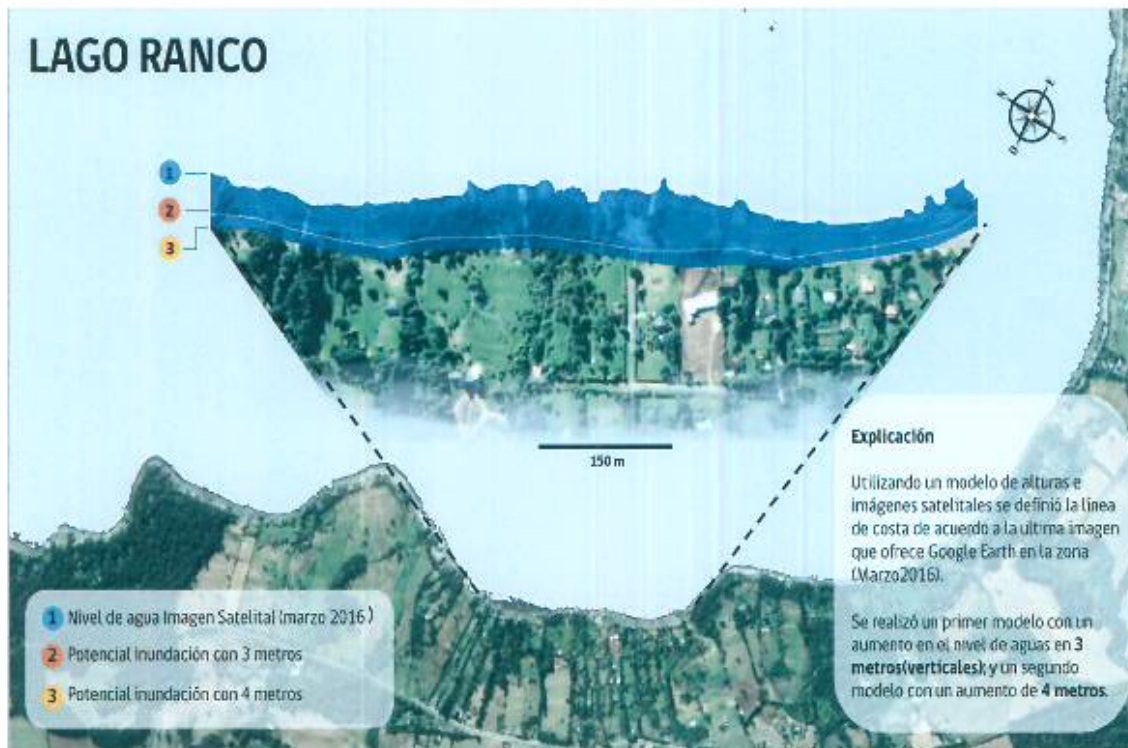 LAGO RANCO
1
2
3
150 m
Explicación
Utilizando un modelo de alturas e
imágenes satelitales se definió la línea
de costa de acuerdo a la ultima imagen
que ofrece Google Earth en la zona
(Marzo2016).
Se realizó un primer modelo con un
aumento en el nivel de aguas en 3
metros(verticales); y un segundo
modelo con un aumento de 4 metros.
1 Nivel de agua Imagen Satelital (marzo 2016)
2 Potencial inundación con 3 metros
3 Potencial inundación con 4 metros